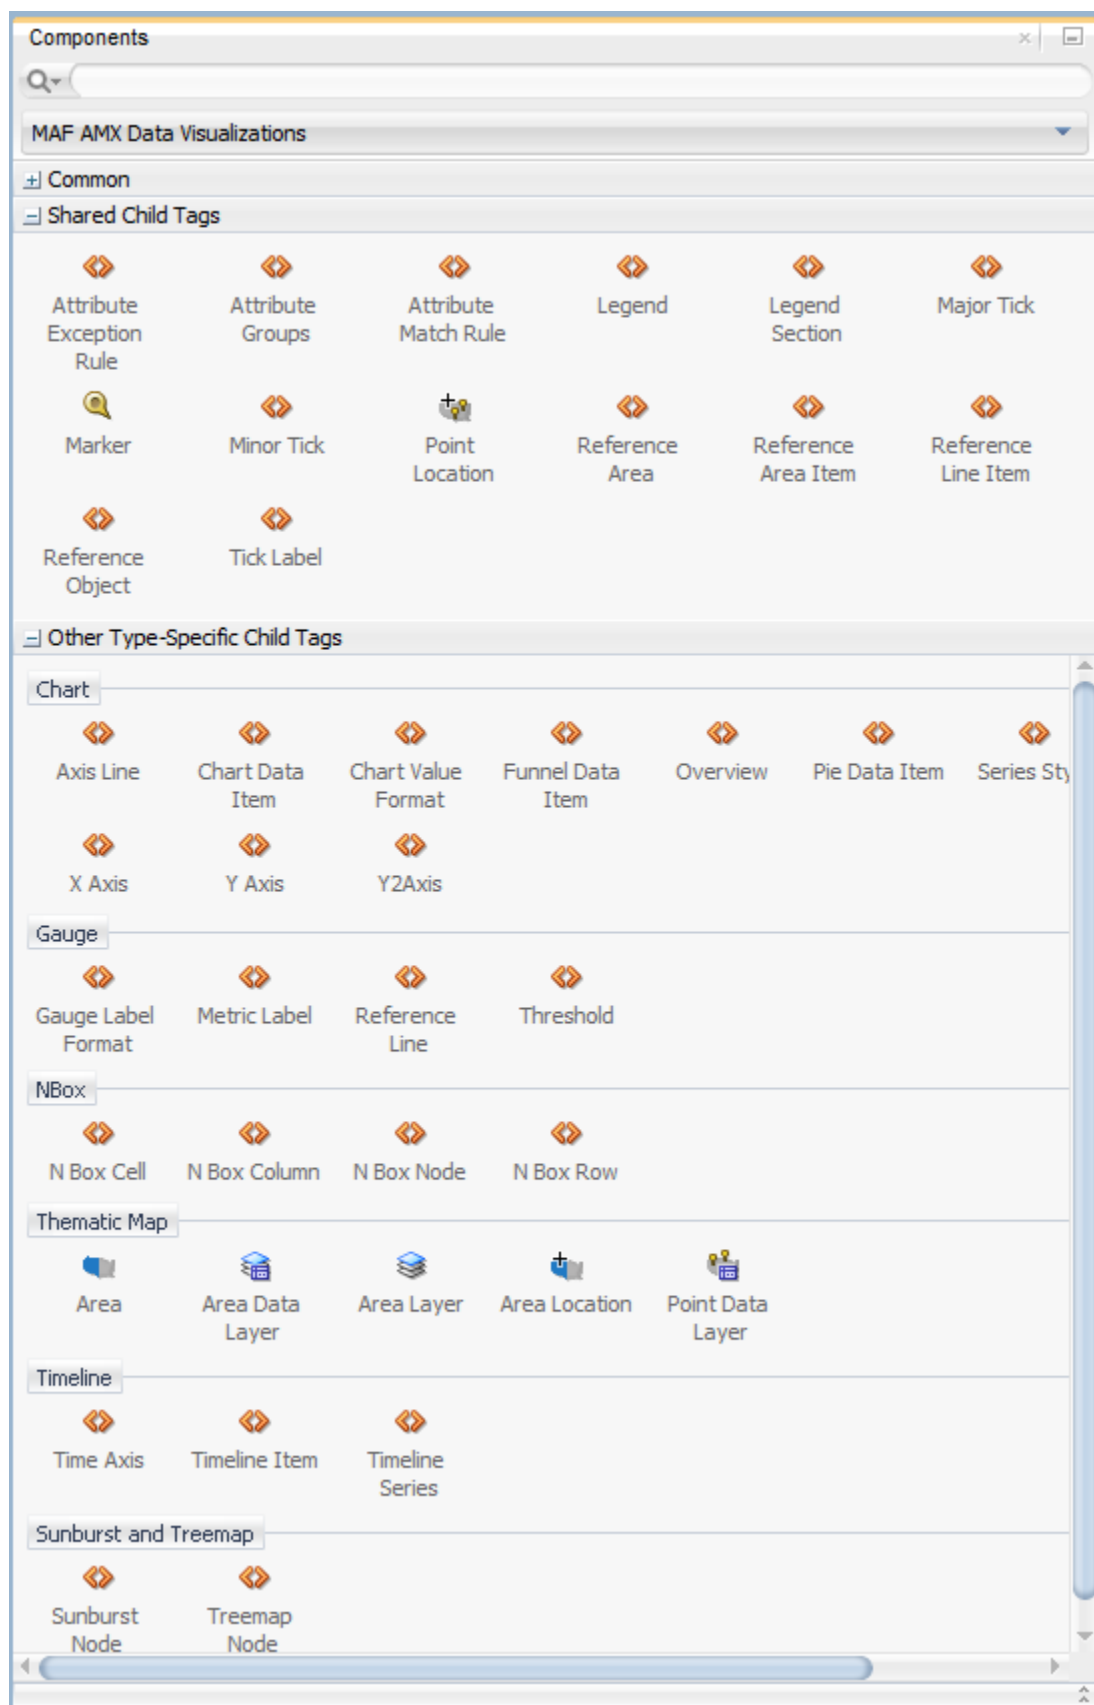 Components
MAF AMX Data Visualizations
Common
Shared Child Tags
Attribute Exception Rule
Attribute Groups
Attribute Match Rule
Legend
Legend Section
Major Tick
Marker
Minor Tick
Point Location
Reference Area
Reference Area Item
Reference Line Item
Reference Object
Tick Label
Other Type-Specific Child Tags
Chart
Axis Line
Chart Data Item
Chart Value Format
Funnel Data Item
Overview
Pie Data Item
Series Sty
X Axis
Y Axis
Y2Axis
Gauge
Gauge Label Format
Metric Label
Reference Line
Threshold
NBox
N Box Cell
N Box Column
N Box Node
N Box Row
Thematic Map
Area
Area Data Layer
Area Layer
Area Location
Point Data Layer
Timeline
Time Axis
Timeline Item
Timeline Series
Sunburst and Treemap
Sunburst Node
Treemap Node